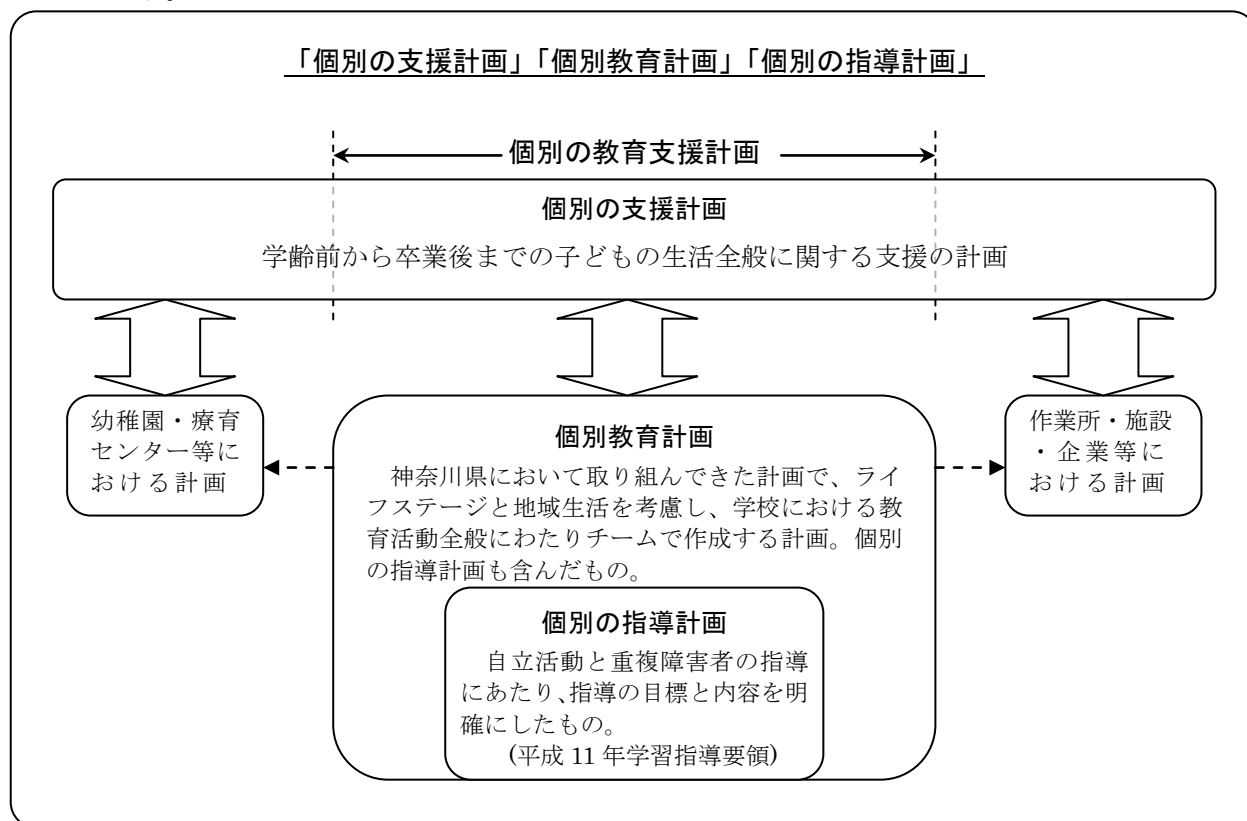 「個別の支援計画」「個別教育計画」「個別の指導計画」
個別の教育支援計画
個別の支援計画
学齢前から卒業後までの子どもの生活全般に関する支援の計画
幼稚園・療育
センター等に
おける計画
個別教育計画
神奈川県において取り組んできた計画で、ライ
フステージと地域生活を考慮し、学校における教
育活動全般にわたりチームで作成する計画。個別
の指導計画も含んだもの。
個別の指導計画
自立活動と重複障害者の指導
にあたり、指導の目標と内容を明
確にしたもの。
(平成 11 年学習指導要領)
作業所・施設
・企業等に
おける計画